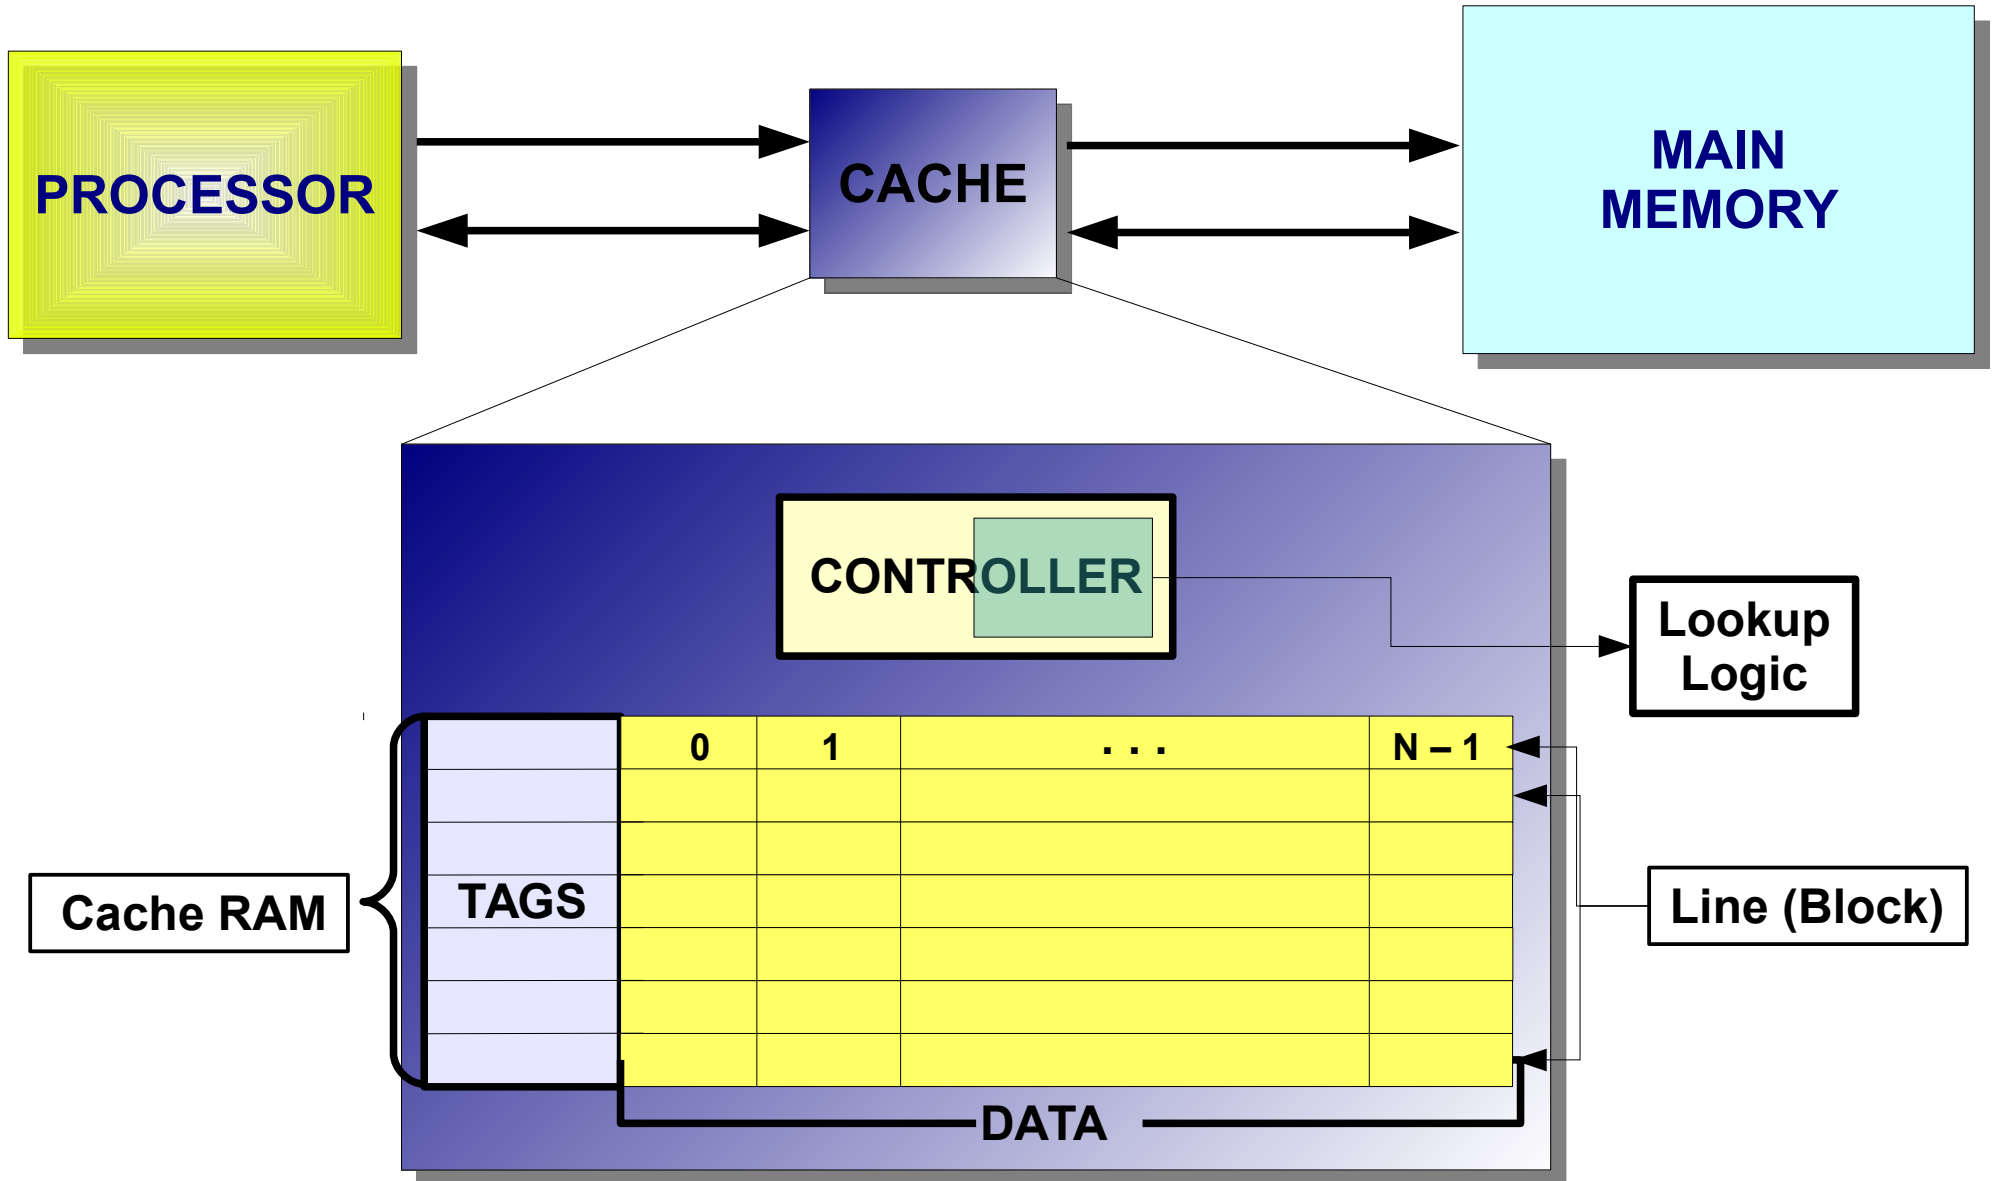 PROCESSOR
CACHE
MAIN
MEMORY
CONTROLLER
Lookup
Logic
0 1 . . . N – 1
TAGS
Cache RAM
Line (Block)
DATA